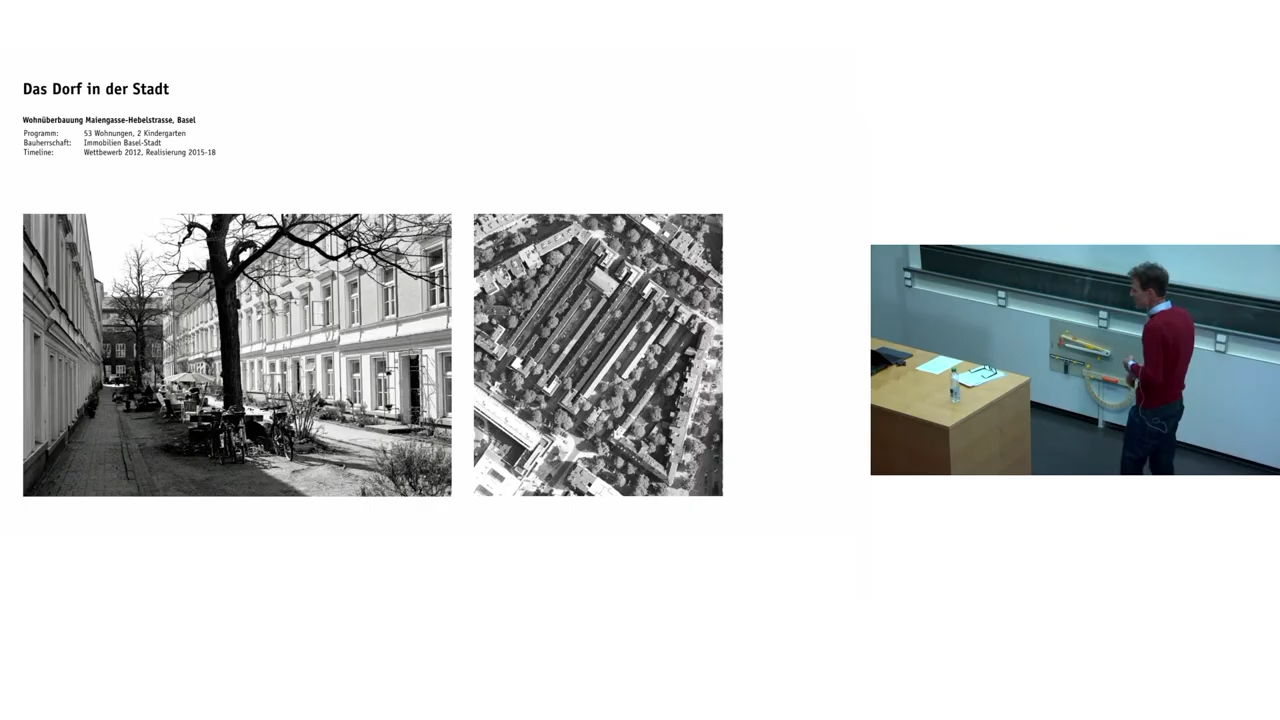 Das Dorf in der Stadt
Wohnüberbauung Maiengasse-Hebelstrasse, Basel
Programm: 53 Wohnungen, 2 Kindergarten
Bauherrschaft: Immobilien Basel-Stadt
Timeline: Wettbewerb 2012, Realisierung 2015-18